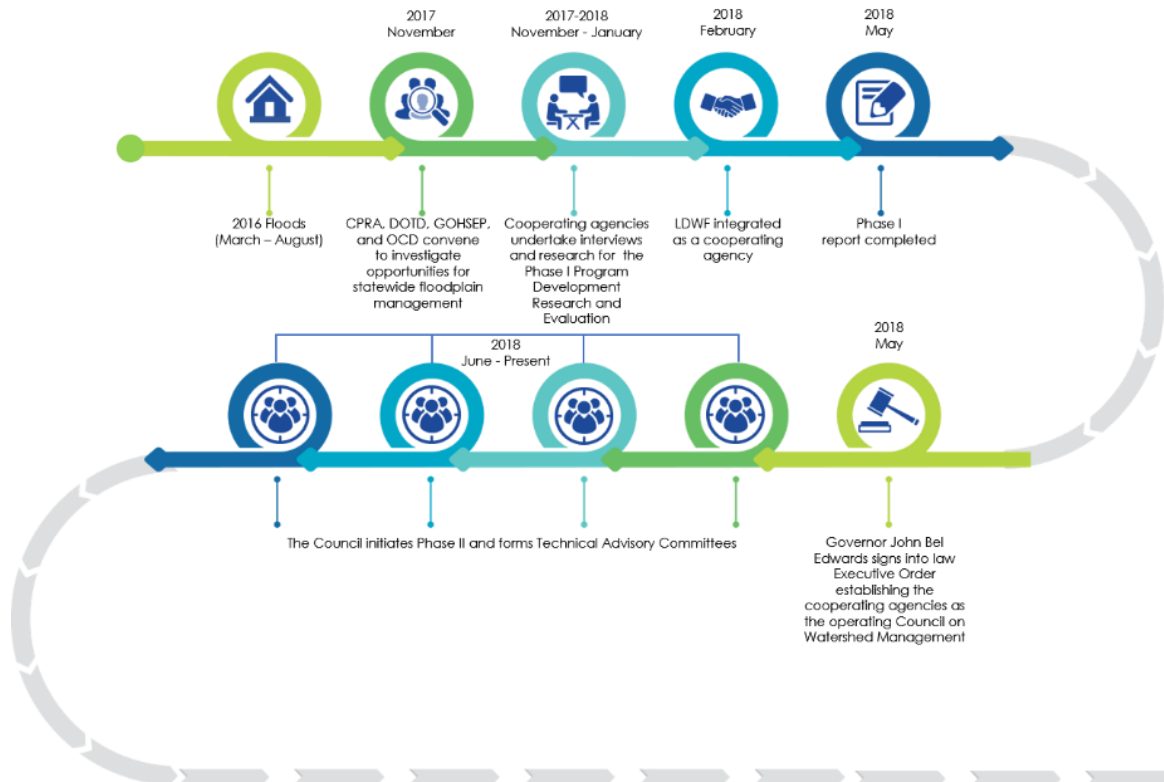 2017
November
2017-2018
November - January
2018
February
2018
May
2016 Floods
(March – August)
CPRA, DOTD, GOHSEP,
and OCD convene
to investigate
opportunities for
statewide floodplain
management
Cooperating agencies
undertake interviews
and research for the
Phase I Program
Development
Research and
Evaluation
LDWF integrated
as a cooperating
agency
Phase I
report completed
2018
June - Present
2018
May
The Council initiates Phase II and forms Technical Advisory Committees
Governor John Bel
Edwards signs into law
Executive Order
establishing the
cooperating agencies as
the operating Council on
Watershed Management